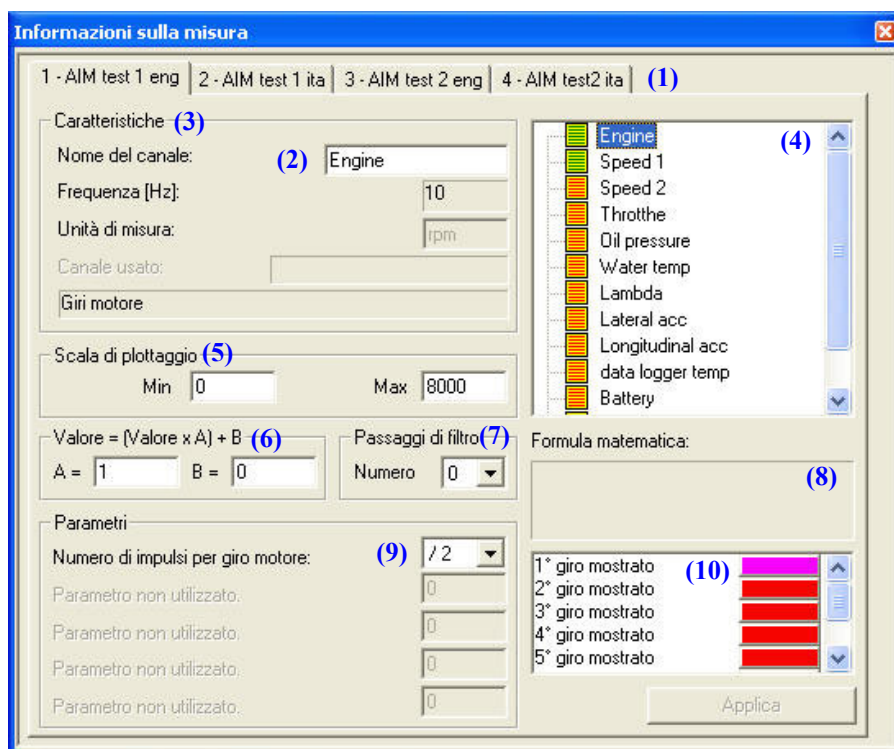 Informazioni sulla misura
1 - AIM test 1 eng 2 - AIM test 1 ita 3 - AIM test 2 eng 4 - AIM test2 ita (1)
Caratteristiche (3)
Nome del canale: (2) Engine
Frequenza [Hz]: 10
Unità di misura: rpm
Canale usato:
Giri motore
Engine (4)
Speed 1
Speed 2
Throtthe
Oil pressure
Water temp
Lambda
Lateral acc
Longitudinal acc
data logger temp
Battery
Scala di plottaggio (5)
Min 0 Max 8000
Valore = (Valore x A) + B (6)
A = 1 B = 0
Passaggi di filtro (7)
Numero 0
Formula matematica:
(8)
Parametri
Numero di impulsi per giro motore: (9) / 2
Parametro non utilizzato. 0
Parametro non utilizzato. 0
Parametro non utilizzato. 0
Parametro non utilizzato. 0
1° giro mostrato (10)
2° giro mostrato
3° giro mostrato
4° giro mostrato
5° giro mostrato
Applica